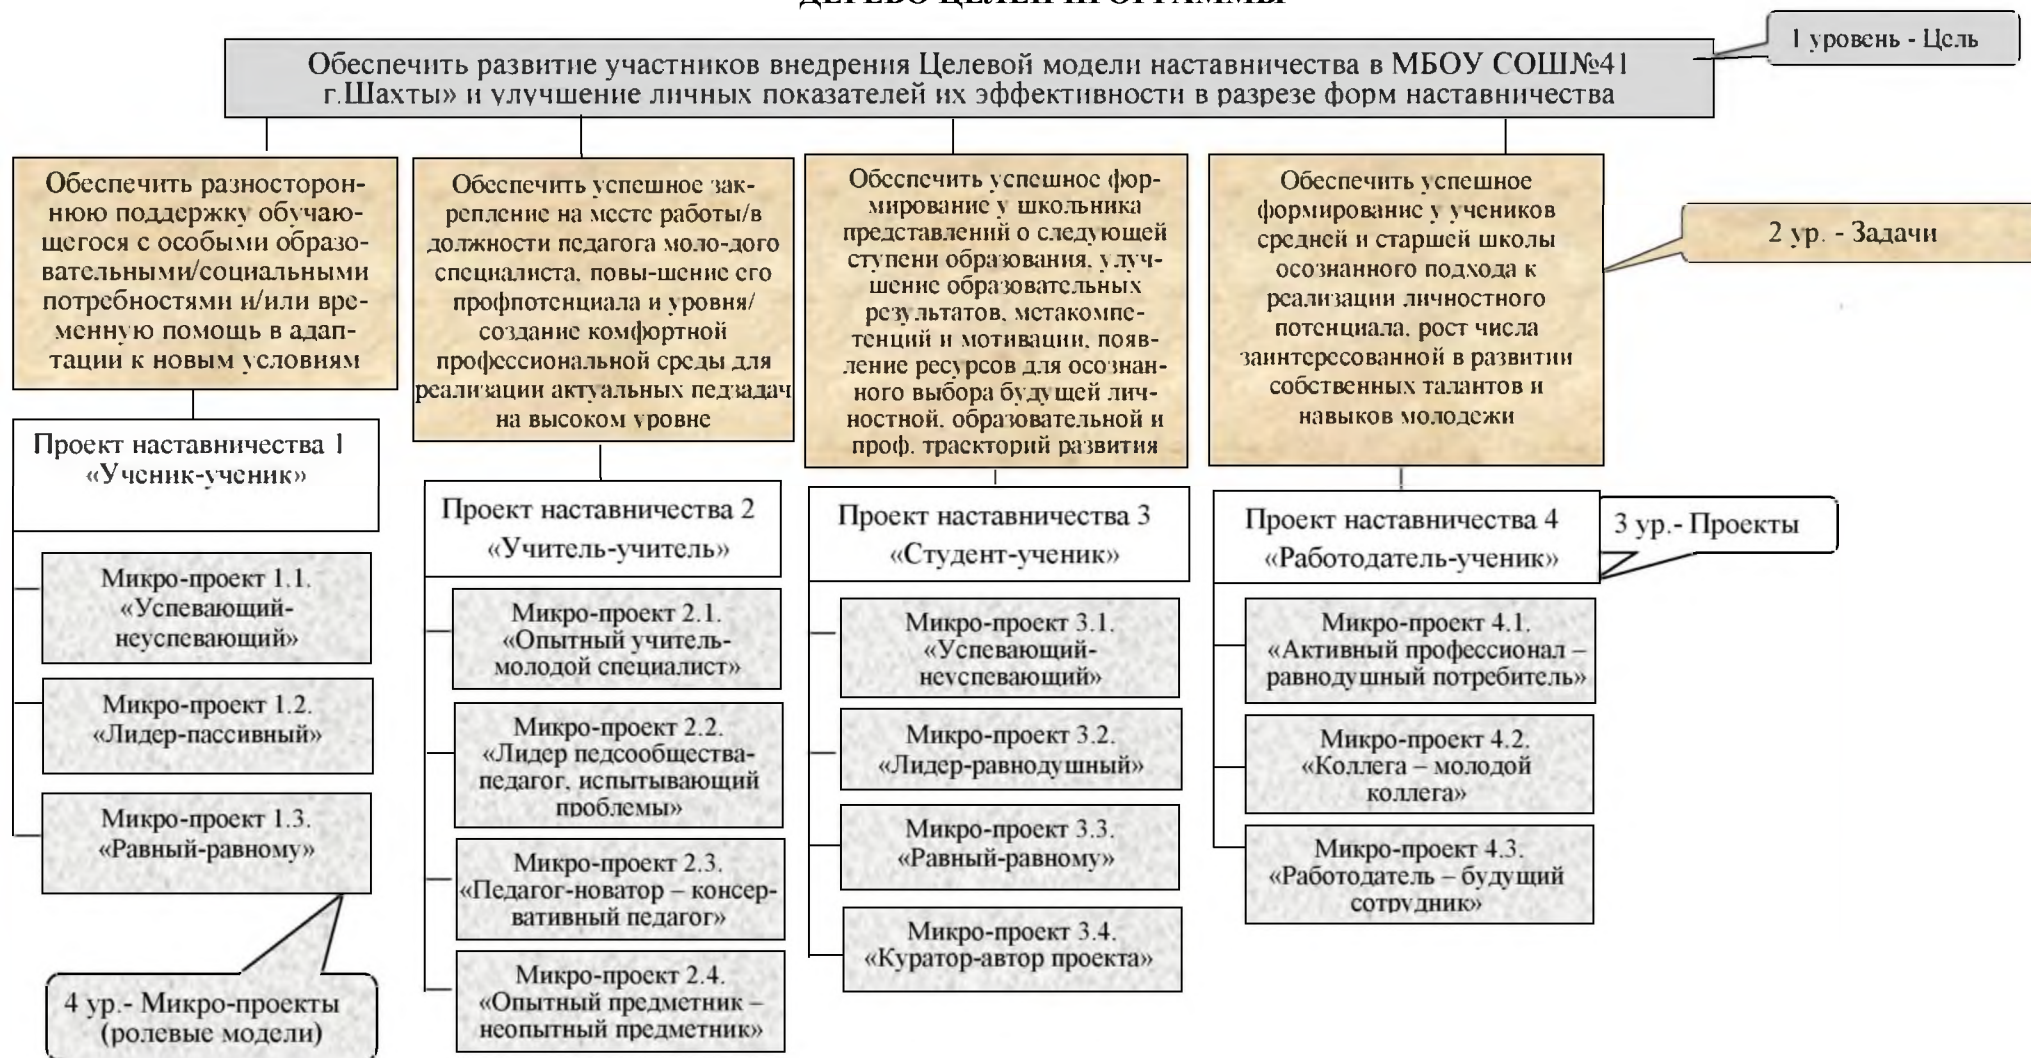 ДЕРЕВО ЦЕЛЕЙ ПРОГРАММЫ
1 уровень - Цель
Обеспечить развитие участников внедрения Целевой модели наставничества в МБОУ СОШ№41
г.Шахты» и улучшение личных показателей их эффективности в разрезе форм наставничества
Обеспечить разносторон-
нюю поддержку обучаю-
щегося с особыми образо-
вательными/социальными
потребностями и/или вре-
менную помощь в адап-
тации к новым условиям
Обеспечить успешное зак-
репление на месте работы/в
должности педагога моло-дого
специалиста, повы-шение его
профпотенциала и уровня/
создание комфортной
профессиональной среды для
реализации актуальных педзадач
на высоком уровне
Обеспечить успешное фор-
мирование у школьника
представлений о следующей
ступени образования, улуч-
шение образовательных
результатов, метакомпе-
тенций и мотивации, появ-
ление ресурсов для осознан-
ного выбора будущей лич-
ностной, образовательной и
проф. траекторий развития
Обеспечить успешное
формирование у учеников
средней и старшей школы
осознанного подхода к
реализации личностного
потенциала, рост числа
заинтересованной в развитии
собственных талантов и
навыков молодежи
2 ур. - Задачи
Проект наставничества 1
«Ученик-ученик»
Проект наставничества 2
«Учитель-учитель»
Проект наставничества 3
«Студент-ученик»
Проект наставничества 4
«Работодатель-ученик»
3 ур.- Проекты
Микро-проект 1.1.
«Успевающий-
неуспевающий»
Микро-проект 1.2.
«Лидер-пассивный»
Микро-проект 1.3.
«Равный-равному»
4 ур.- Микро-проекты
(ролевые модели)
Микро-проект 2.1.
«Опытный учитель-
молодой специалист»
Микро-проект 2.2.
«Лидер педсообщества-
педагог, испытывающий
проблемы»
Микро-проект 2.3.
«Педагог-новатор – консер-
вативный педагог»
Микро-проект 2.4.
«Опытный предметник –
неопытный предметник»
Микро-проект 3.1.
«Успевающий-
неуспевающий»
Микро-проект 3.2.
«Лидер-равнодушный»
Микро-проект 3.3.
«Равный-равному»
Микро-проект 3.4.
«Куратор-автор проекта»
Микро-проект 4.1.
«Активный профессионал –
равнодушный потребитель»
Микро-проект 4.2.
«Коллега – молодой
коллега»
Микро-проект 4.3.
«Работодатель – будущий
сотрудник»